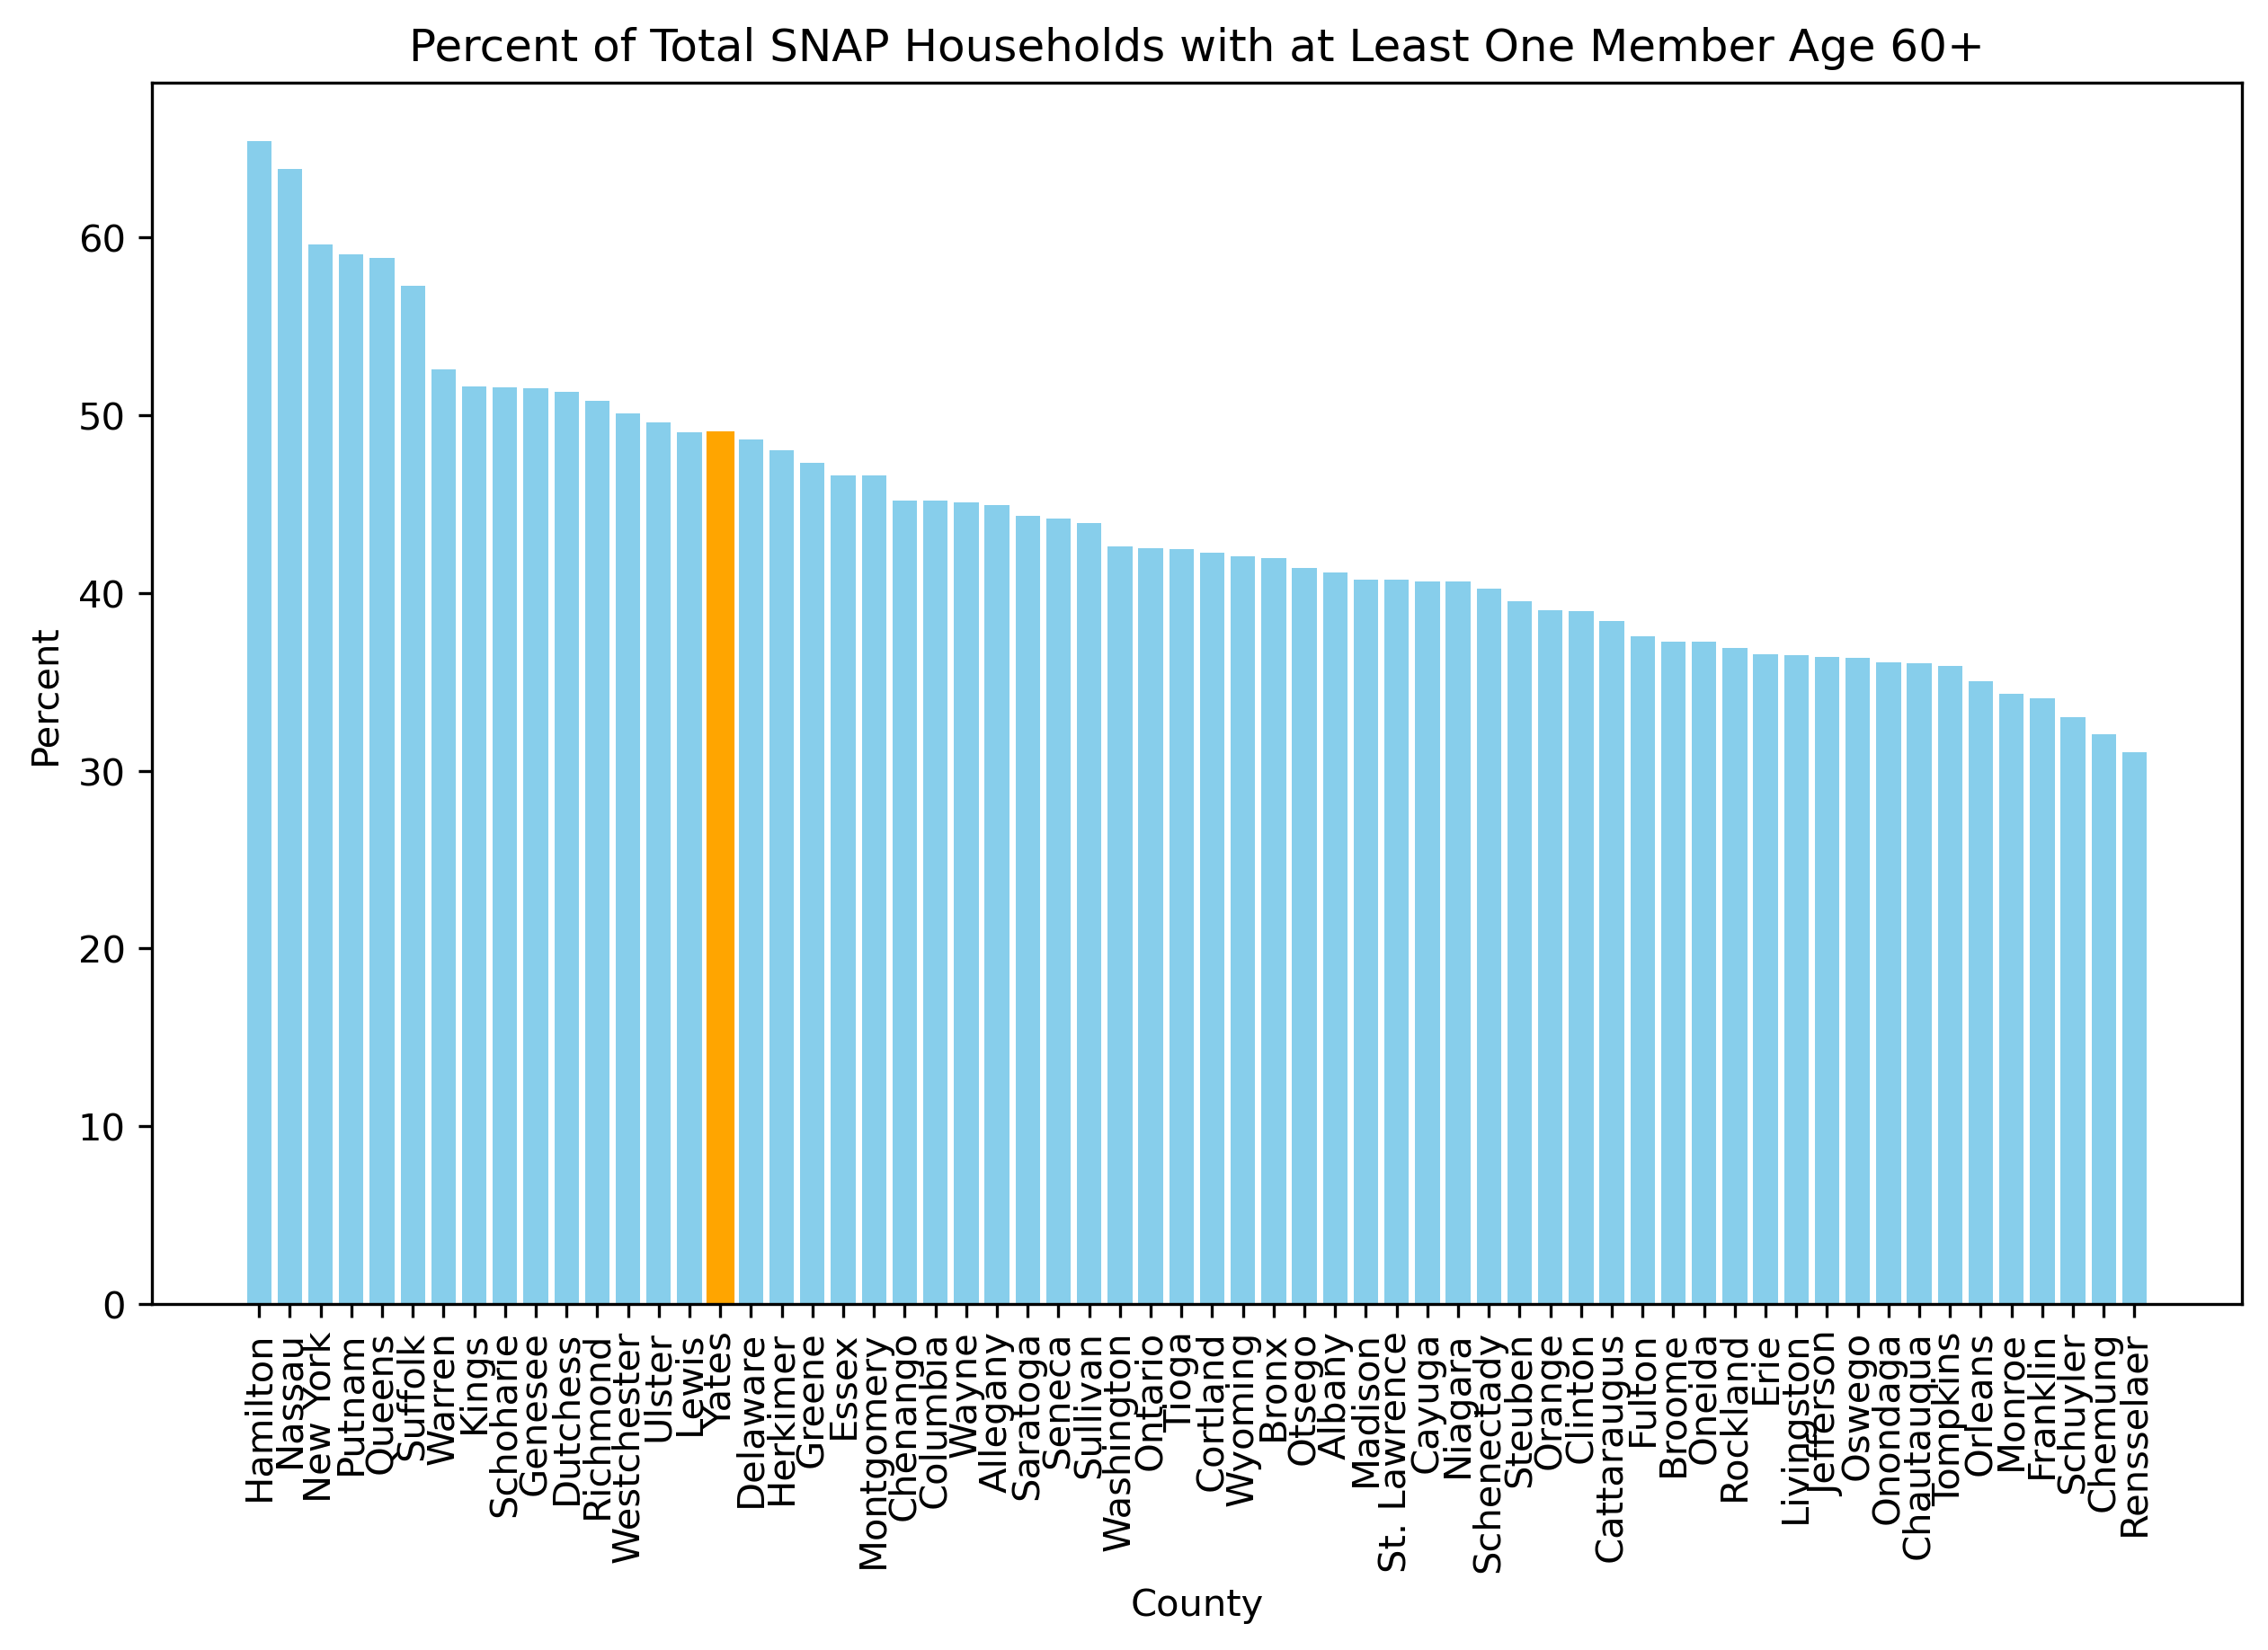 Percent of Total SNAP Households with at Least One Member Age 60+
Percent
60
50
40
30
20
10
0
Hamilton
Nassau
New York
Putnam
Queens
Suffolk
Warren
Kings
Schoharie
Genesee
Dutchess
Richmond
Westchester
Ulster
Lewis
Yates
Delaware
Herkimer
Greene
Essex
Montgomery
Chenango
Columbia
Wayne
Allegany
Saratoga
Seneca
Sullivan
Washington
Ontario
Tioga
Cortland
Wyoming
Bronx
Otsego
Albany
Madison
St. Lawrence
Cayuga
Niagara
Schenectady
Steuben
Orange
Clinton
Cattaraugus
Fulton
Broome
Oneida
Rockland
Erie
Livingston
Jefferson
Oswego
Onondaga
Chautauqua
Tompkins
Orleans
Monroe
Franklin
Schuyler
Chemung
Rensselaer
County